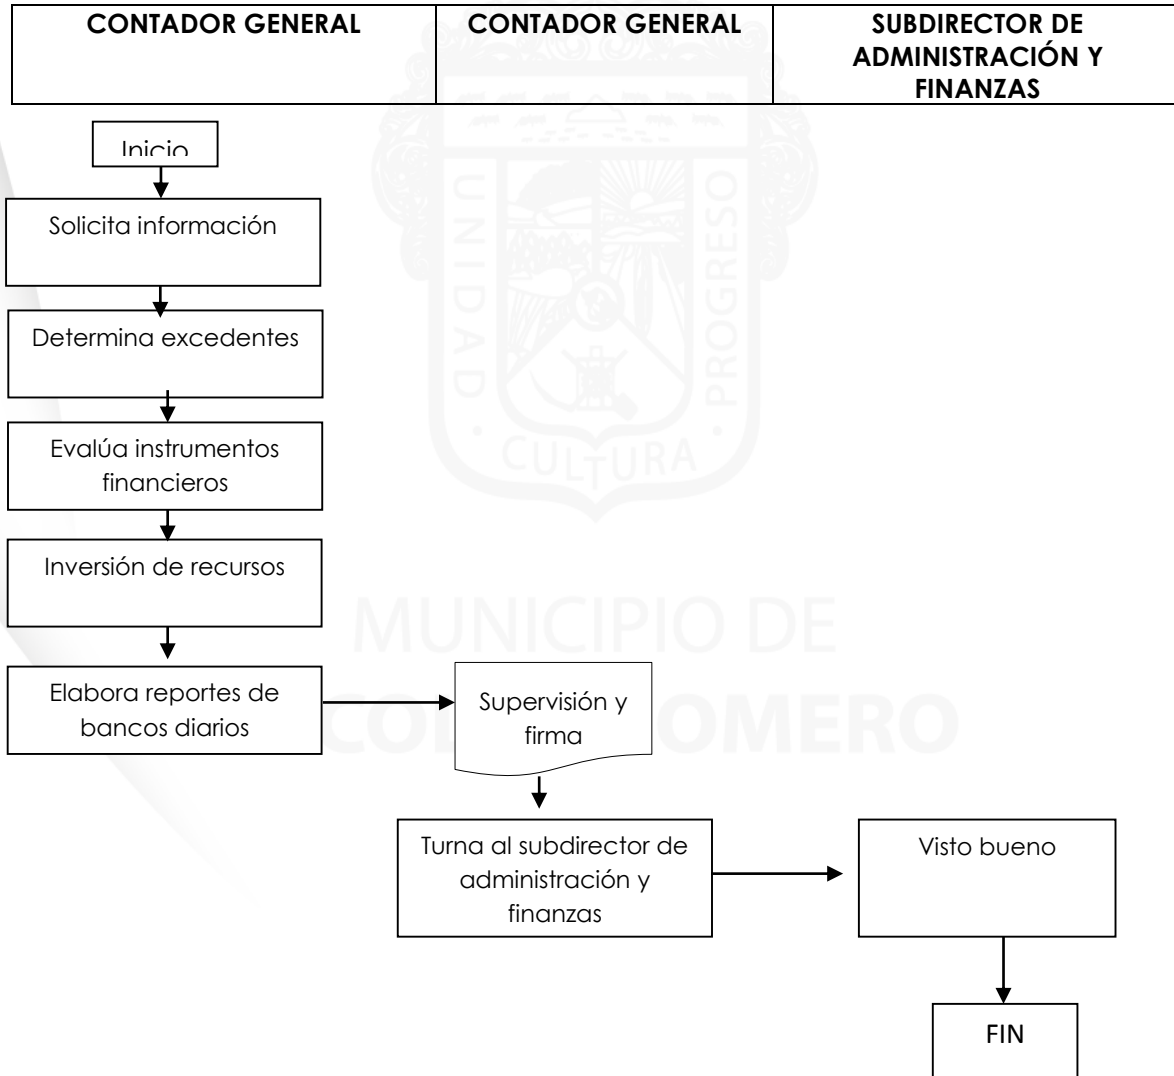 CONTADOR GENERAL
CONTADOR GENERAL
SUBDIRECTOR DE
ADMINISTRACIÓN Y
FINANZAS
Inicio
Solicita información
Determina excedentes
Evalúa instrumentos
financieros
Inversión de recursos
Elabora reportes de
bancos diarios
Supervisión y
firma
Turna al subdirector de
administración y
finanzas
Visto bueno
FIN
UNIDAD
PROGRESO
CULTURA
MUNICIPIO DE